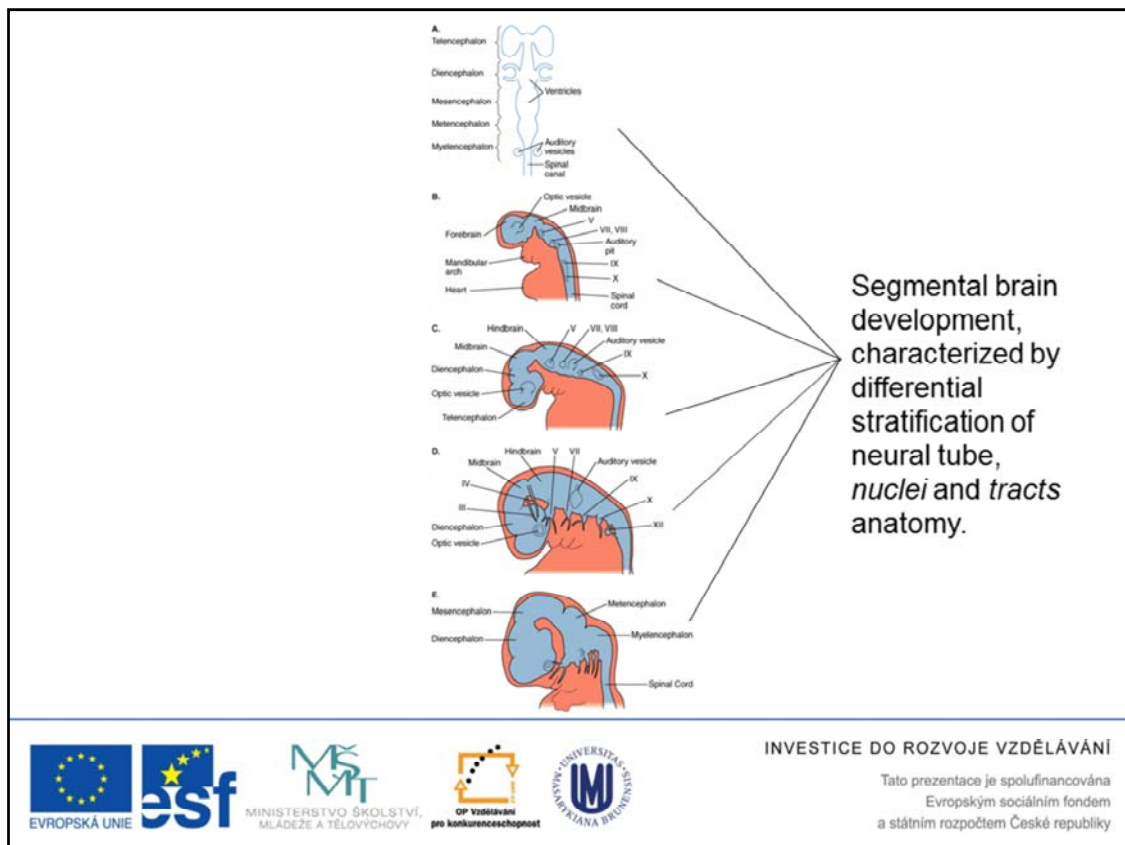 A.
Telencephalon
Diencephalon
Ventricles
Mesencephalon
Metencephalon
Myelencephalon
Auditory
vesicles
Spinal
canal
B.
Optic vesicle
Midbrain
V
VII, VIII
Forebrain
Auditory
pit
Mandibular
arch
IX
X
Heart
Spinal
cord
C.
Hindbrain
V
VII, VIII
Auditory vesicle
Midbrain
IX
Diencephalon
X
Optic vesicle
Telencephalon
D.
Hindbrain
V
VII
Auditory vesicle
Midbrain
IX
IV
X
III
XII
Diencephalon
Optic vesicle
E.
Mesencephalon
Metencephalon
Diencephalon
Myelencephalon
Spinal Cord
Segmental brain
development,
characterized by
differential
stratification of
neural tube,
nuclei and tracts
anatomy.
EVROPSKÁ UNIE
esf
MŠMT
MINISTERSTVO ŠKOLSTVÍ,
MLÁDEŽE A TĚLOVÝCHOVY
OP Vzdělávání
pro konkurenceschopnost
UNIVERSITAS
MASARYKIANA BRUNENSIS
INVESTICE DO ROZVOJE VZDĚLÁVÁNÍ
Tato prezentace je spolufinancována
Evropským sociálním fondem
a státním rozpočtem České republiky